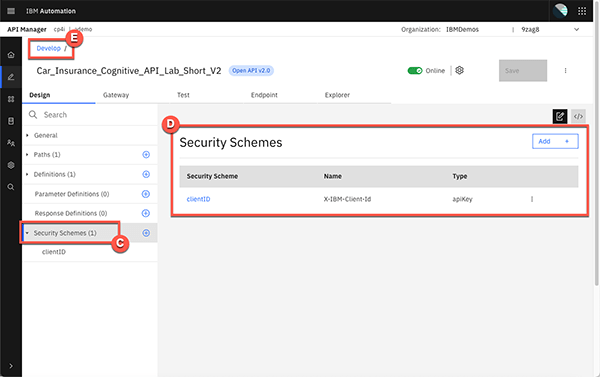 IBM Automation
API Manager cp4i / ademo Organization: IBMDemos 9zag8
E
Develop /
Car_Insurance_Cognitive_API_Lab_Short_V2 Open API v2.0 Online Save
Design Gateway Test Endpoint Explorer
Search
D
General
Paths (1)
Definitions (1)
Parameter Definitions (0)
Response Definitions (0)
Security Schemes (1)
C
clientID
Security Schemes Add +
Security Scheme Name Type
clientID X-IBM-Client-Id apiKey